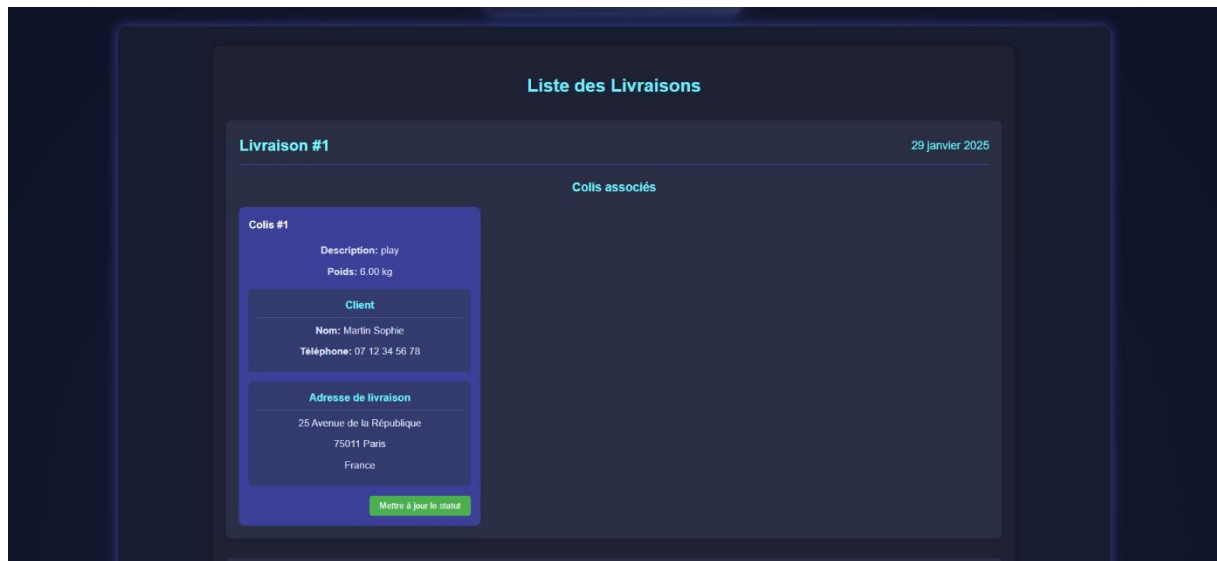 Liste des Livraisons
Livraison #1
29 janvier 2025
Colis associés
Colis #1
Description: play
Poids: 6.00 kg
Client
Nom: Martin Sophie
Téléphone: 07 12 34 56 78
Adresse de livraison
25 Avenue de la République
75011 Paris
France
Mettre à jour le statut